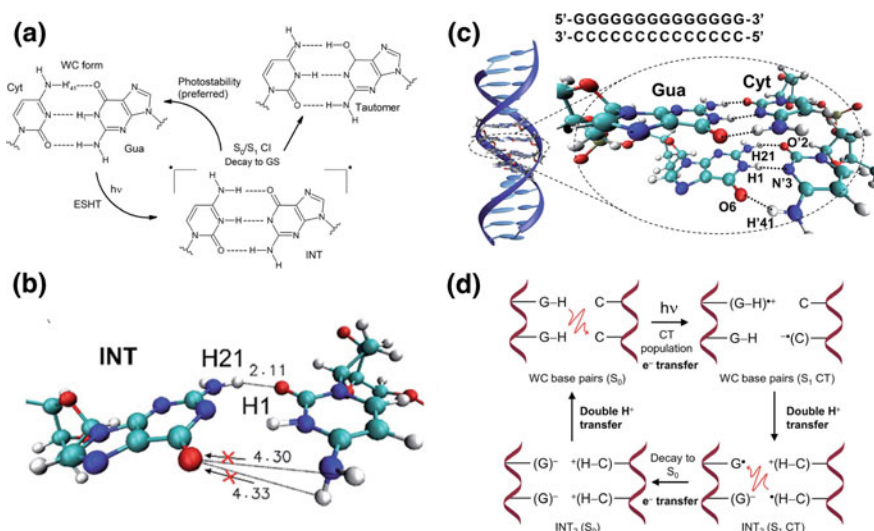 (a)
WC form
Cyt
N-H'41
Gua
Photostability
(preferred)
S0/S1 CI
Decay to GS
Tautomer
hν
ESHT
INT
(b)
INT
H21
2.11
H1
4.30
4.33
(c)
5'-GGGGGGGGGGGGGG-3'
3'-CCCCCCCCCCCCCC-5'
Gua
Cyt
O'2
H21
H1
N'3
O6
H'41
(d)
G-H
C
G-H
C
WC base pairs (S0)
hν
CT
population
e⁻ transfer
(G-H)•+
C
G-H
(C)
WC base pairs (S1 CT)
Double H+
transfer
Double H+
transfer
(G)⁻ +(H-C)
(G)⁻ +(H-C)
INT2 (S0)
Decay to
S0
e⁻ transfer
G• +(H-C)
(G)⁻ •(H-C)
INT2 (S1 CT)